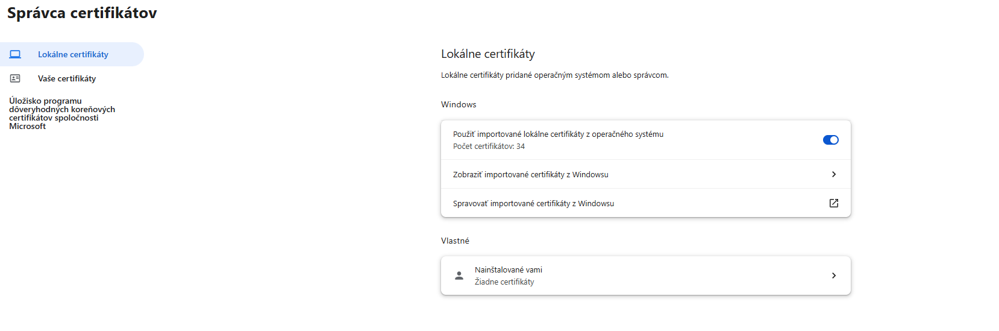 Správca certifikátov
Lokálne certifikáty
Vaše certifikáty
Úložisko programu
dôveryhodných koreňových
certifikátov spoločnosti
Microsoft
Lokálne certifikáty
Lokálne certifikáty pridané operačným systémom alebo správcom.
Windows
Použiť importované lokálne certifikáty z operačného systému
Počet certifikátov: 34
Zobraziť importované certifikáty z Windowsu
Spravovať importované certifikáty z Windowsu
Vlastné
Nainštalované vami
Žiadne certifikáty